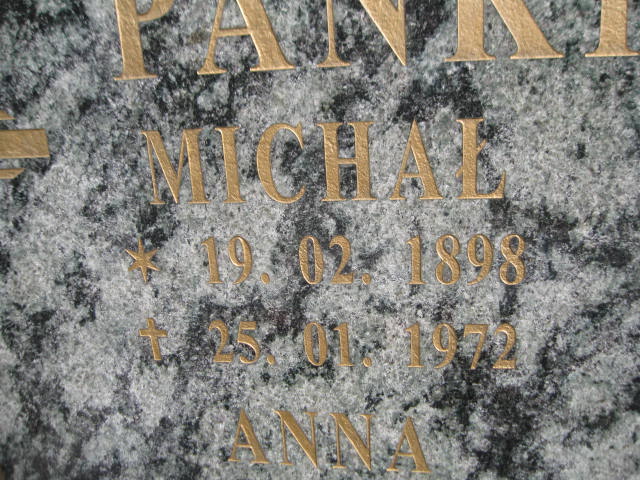 MICHAŁ
* 19. 02. 1898
† 25. 01. 1972
ANNA